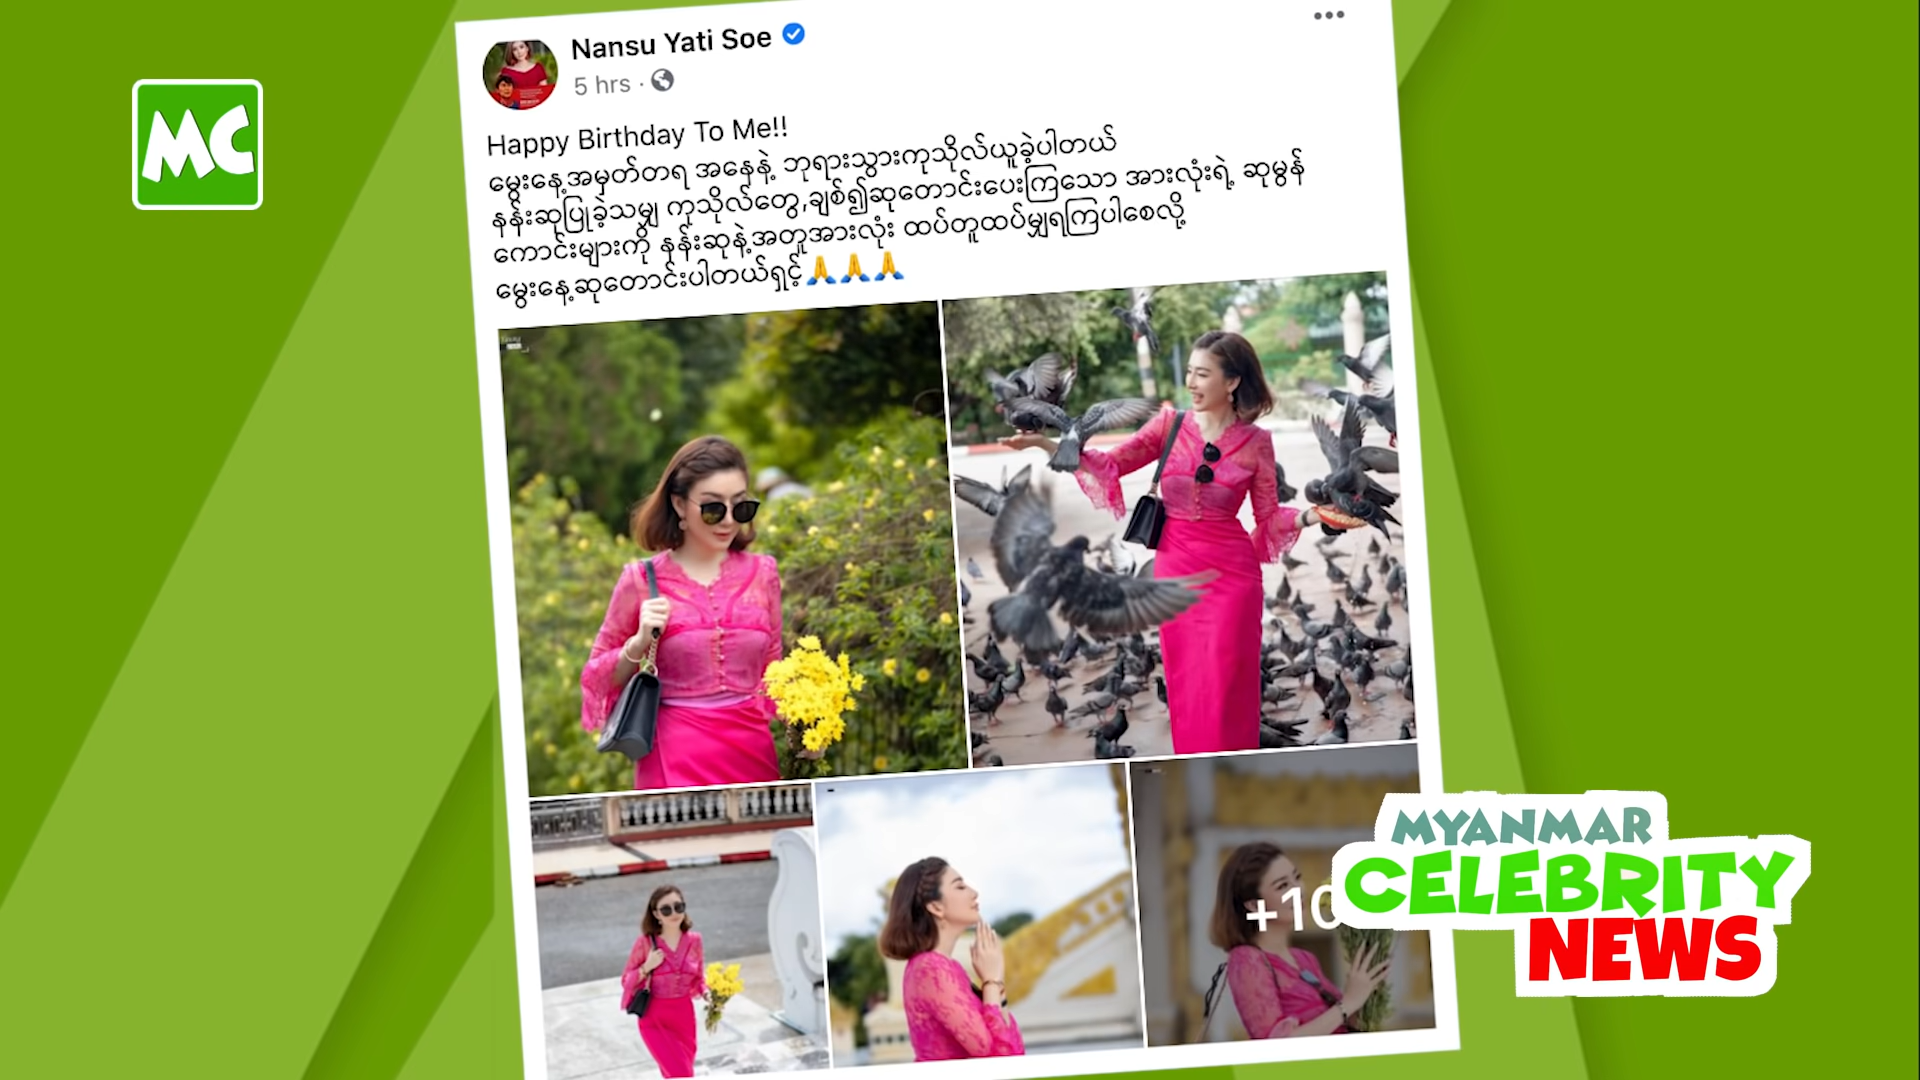 MC
Nansu Yati Soe
5 hrs ·
Happy Birthday To Me!!
မွေးနေ့အမှတ်တရ အနေနဲ့ ဘုရားသွားကုသိုလ်ယူခဲ့ပါတယ်
နန်းဆုပြုခဲ့သမျှ ကုသိုလ်တွေ,ချစ်၍ဆုတောင်းပေးကြသော အားလုံးရဲ့ ဆုမွန်
ကောင်းများကို နန်းဆုနဲ့အတူအားလုံး ထပ်တူထပ်မျှရကြပါစေလို့
မွေးနေ့ဆုတောင်းပါတယ်ရှင့်🙏🙏🙏
+10
MYANMAR
CELEBRITY
NEWS